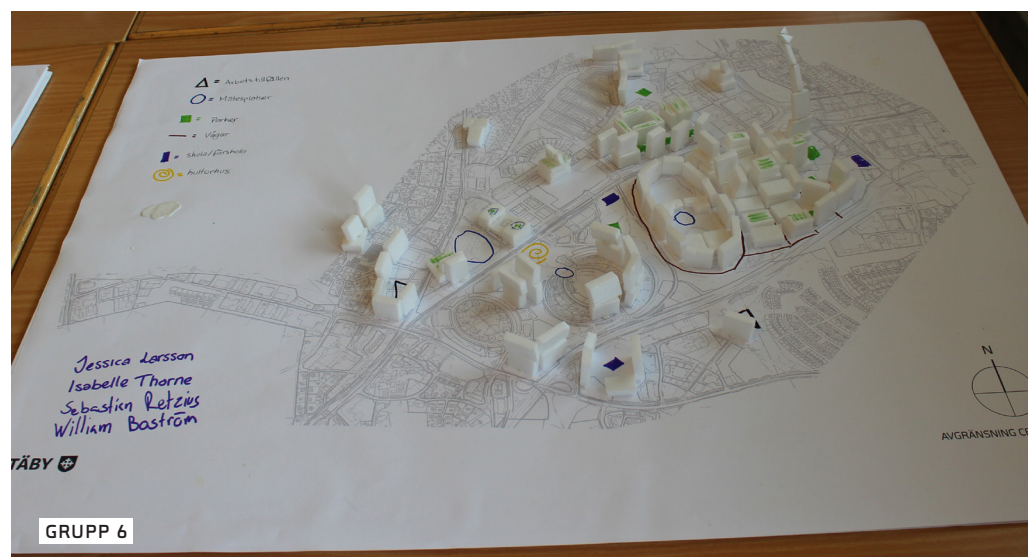 = Arbetstillfällen
= Mötesplatser
= Parker
= Vägar
= Skola/förskola
= kulturhus
Jessica Larsson
Isabelle Thorne
Sebastian Retzius
William Boström
TÄBY
N
AVGRÄNSNING CE
GRUPP 6